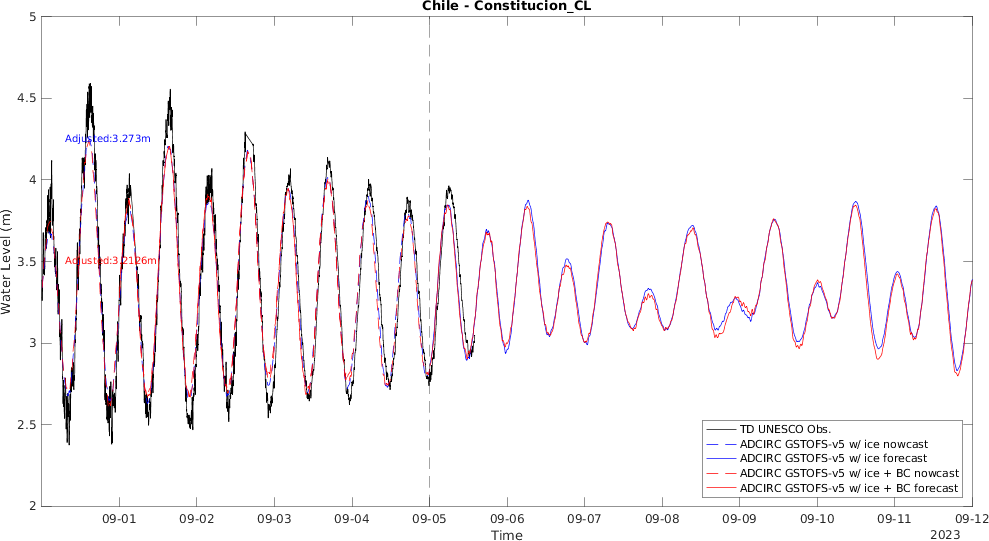 Chile - Constitucion_CL
5
4.5
4
3.5
3
2.5
2
Water Level (m)
Adjusted:3.273m
Adjusted:3.2126m
TD UNESCO Obs.
ADCIRC GSTOFS-v5 w/ ice nowcast
ADCIRC GSTOFS-v5 w/ ice forecast
ADCIRC GSTOFS-v5 w/ ice + BC nowcast
ADCIRC GSTOFS-v5 w/ ice + BC forecast
09-01 09-02 09-03 09-04 09-05 09-06 09-07 09-08 09-09 09-10 09-11 09-12
Time
2023